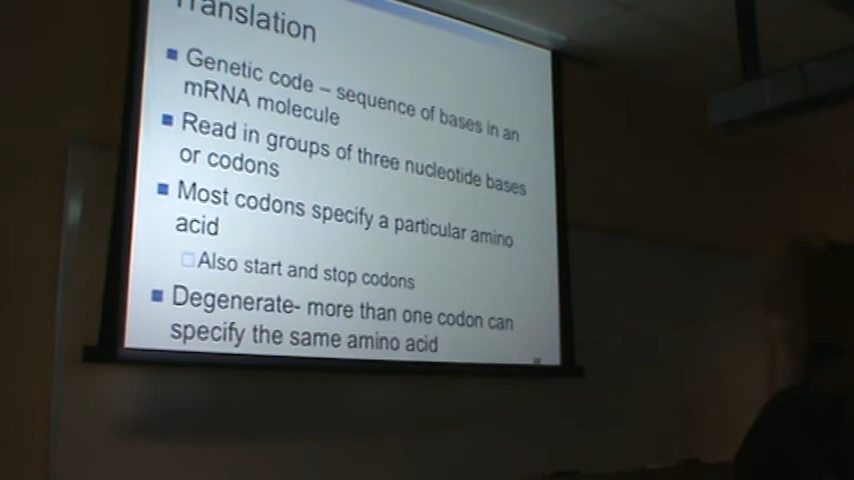 Translation
Genetic code – sequence of bases in an
mRNA molecule
Read in groups of three nucleotide bases
or codons
Most codons specify a particular amino
acid
Also start and stop codons
Degenerate- more than one codon can
specify the same amino acid